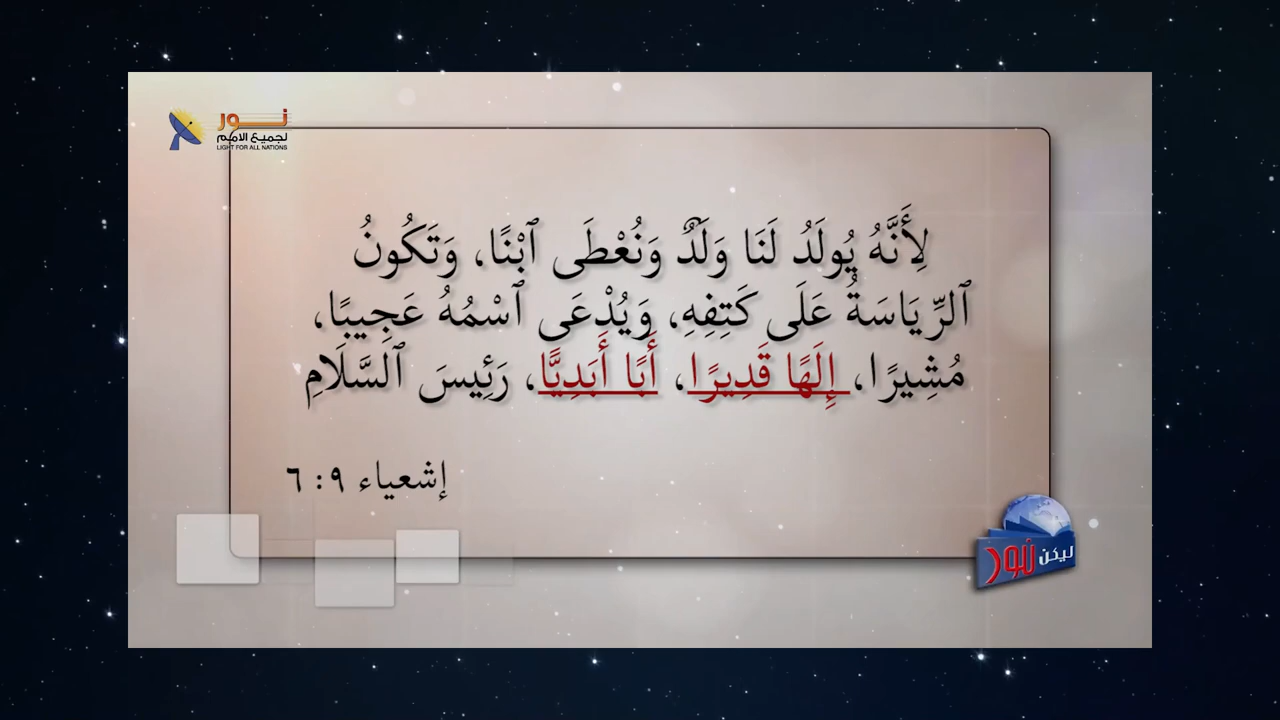 نور
لجميع الامم
LIGHT FOR ALL NATIONS
لِأَنَّهُ يُولَدُ لَنَا وَلَدٌ وَنُعْطَى ٱبْنًا، وَتَكُونُ
ٱلرِّيَاسَةُ عَلَى كَتِفِهِ، وَيُدْعَى ٱسْمُهُ عَجِيبًا،
مُشِيرًا، إِلَهًا قَدِيرًا، أَبًا أَبَدِيًّا، رَئِيسَ ٱلسَّلَامِ
إشعياء ٩: ٦
ليكن نور